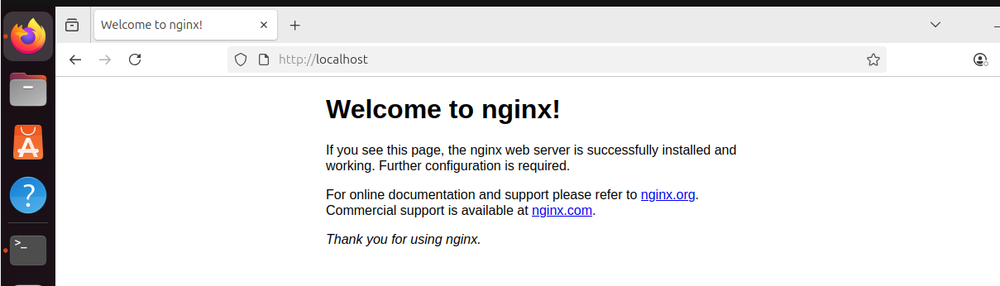 Welcome to nginx!
http://localhost
Welcome to nginx!
If you see this page, the nginx web server is successfully installed and
working. Further configuration is required.
For online documentation and support please refer to nginx.org.
Commercial support is available at nginx.com.
Thank you for using nginx.